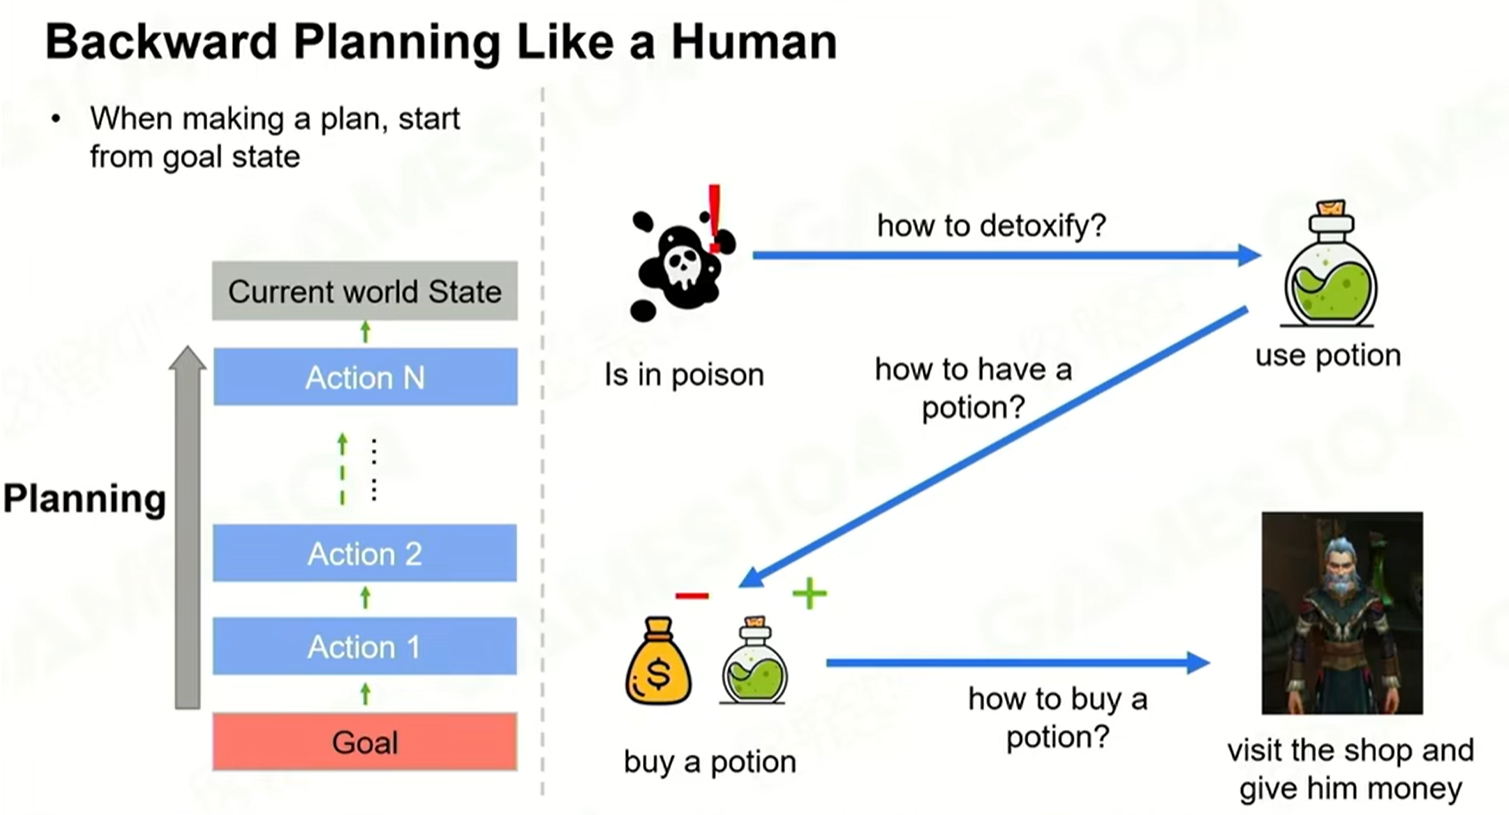 Backward Planning Like a Human
• When making a plan, start
from goal state
Current world State
Action N
Planning
Action 2
Action 1
Goal
how to detoxify?
Is in poison
use potion
how to have a
potion?
$
buy a potion
how to buy a
potion?
visit the shop and
give him money
GAMES 104